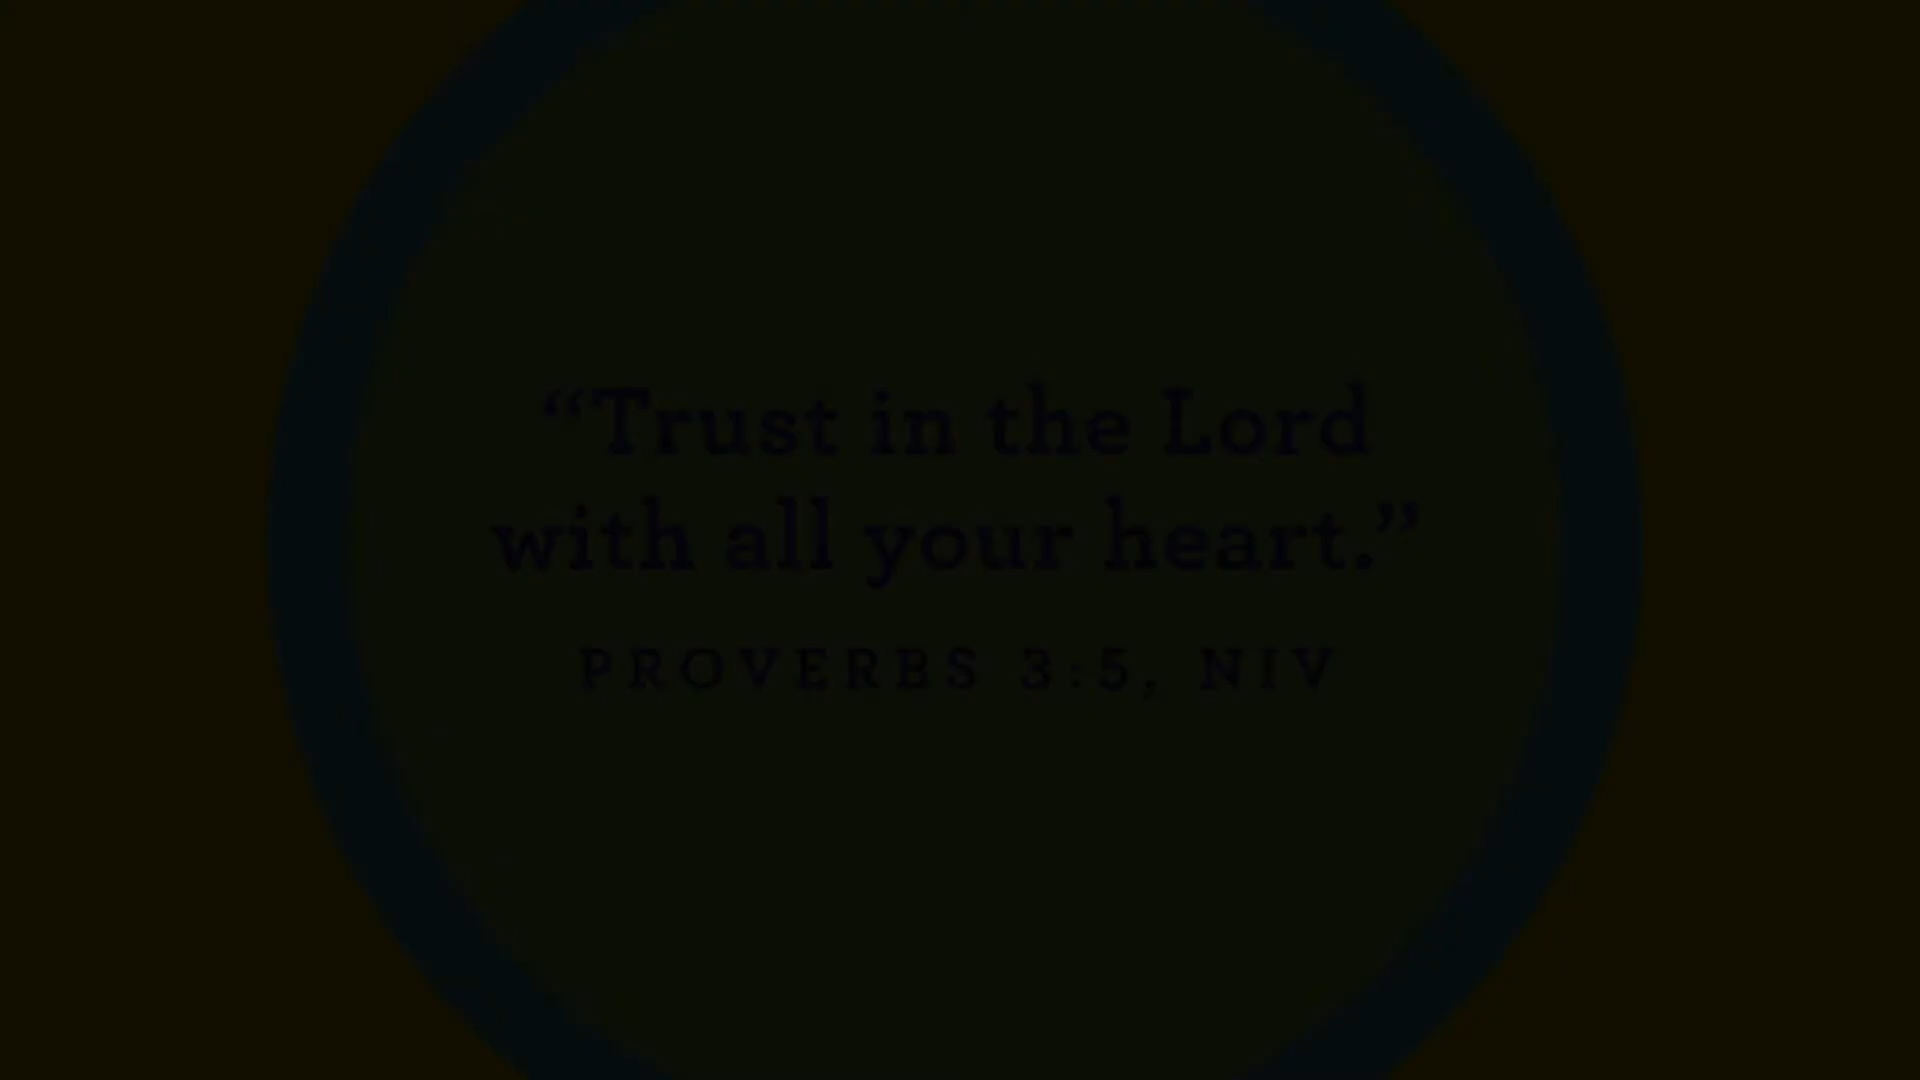 “Trust in the Lord
with all your heart.”
PROVERBS 3:5, NIV